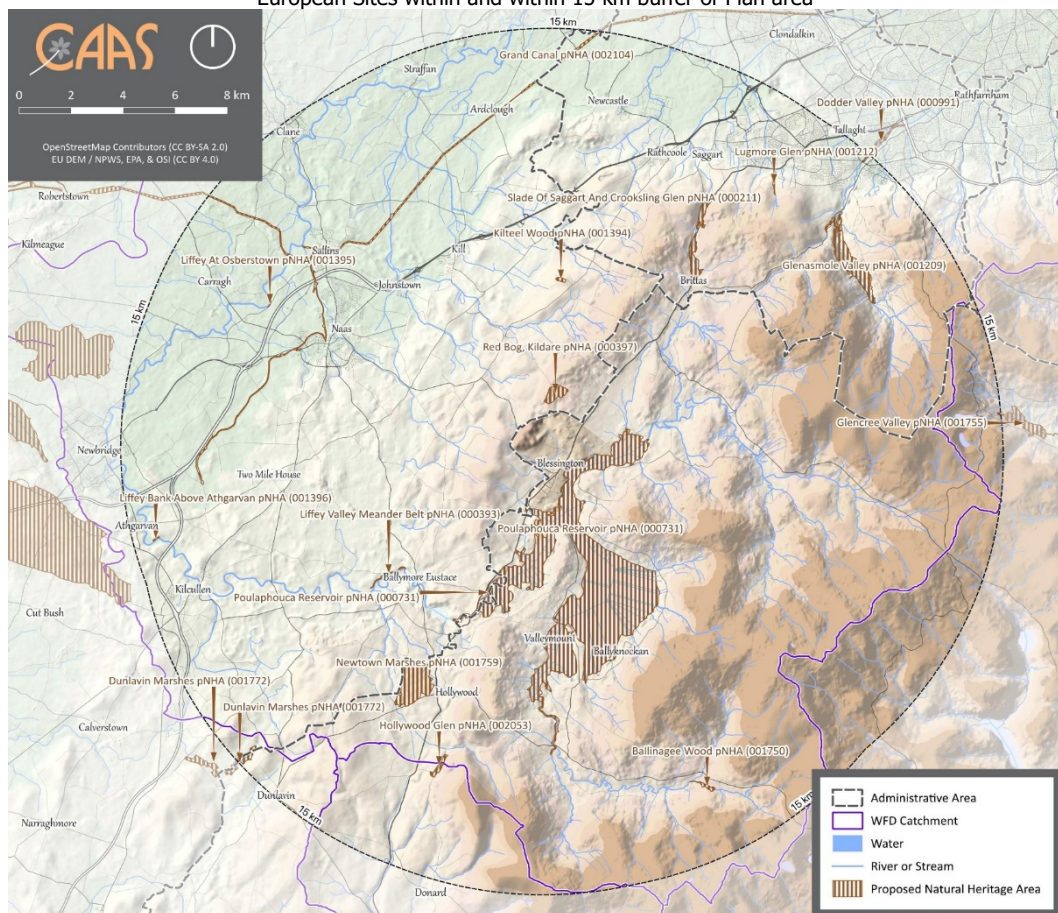 European Sites within and within 15 km buffer of Plan area
CAAS
0 2 4 6 8 km
OpenStreetMap Contributors (CC BY-SA 2.0)
EU DEM / NPWS, EPA, & OSI (CC BY 4.0)
15 km
Clondalkin
Grand Canal pNHA (002104)
Straffan
Rathfarnham
Ardclough
Newcastle
Dodder Valley pNHA (000991)
Clane
Tallaght
Rathcoole
Saggart
Lugmore Glen pNHA (001212)
Robertstown
Slade Of Saggart And Crooksling Glen pNHA (000211)
Kilteel Wood pNHA (001394)
Kilmeague
Sallins
Kill
Liffey At Osberstown pNHA (001395)
Glenasmole Valley pNHA (001209)
Carragh
Johnstown
Brittas
15 km
15 km
Naas
Red Bog, Kildare pNHA (000397)
Glencree Valley pNHA (001755)
Newbridge
Blessington
Two Mile House
Liffey Bank Above Athgarvan pNHA (001396)
Liffey Valley Meander Belt pNHA (000393)
Athgarvan
Poulaphouca Reservoir pNHA (000731)
Ballymore Eustace
Kilcullen
Poulaphouca Reservoir pNHA (000731)
Cut Bush
Valleymount
Ballyknockan
Newtown Marshes pNHA (001759)
Dunlavin Marshes pNHA (001772)
Hollywood
Dunlavin Marshes pNHA (001772)
Calverstown
Hollywood Glen pNHA (002053)
Ballinagee Wood pNHA (001750)
Dunlavin
15 km
15 km
Narraghmore
Donard
Administrative Area
WFD Catchment
Water
River or Stream
Proposed Natural Heritage Area